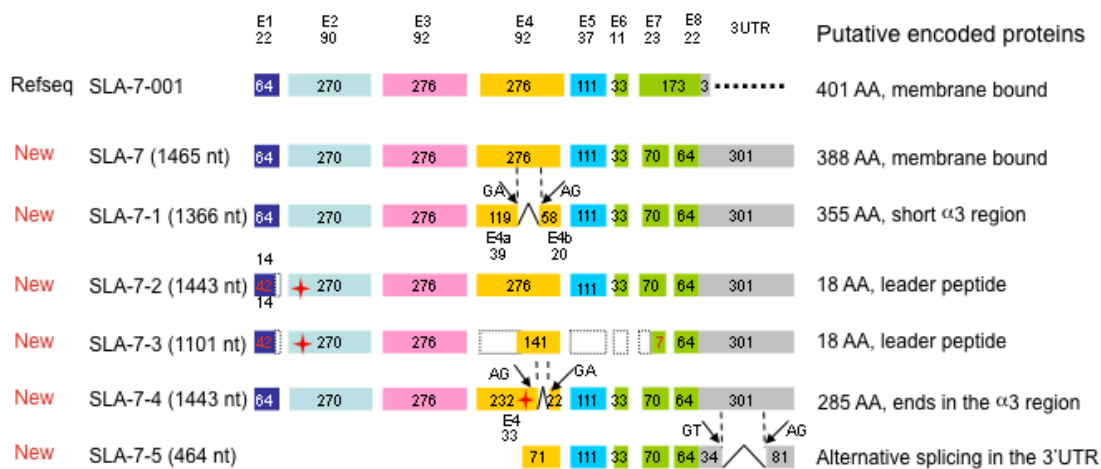 E1 E2 E3 E4 E5 E6 E7 E8 3UTR
22 90 92 92 37 11 23 22
Putative encoded proteins
Refseq SLA-7-001 64 270 276 276 111 33 173 3 401 AA, membrane bound
New SLA-7 (1465 nt) 64 270 276 276 111 33 70 64 301 388 AA, membrane bound
GA AG
New SLA-7-1 (1366 nt) 64 270 276 119 58 111 33 70 64 301 355 AA, short α3 region
E4a E4b
39 20
14
New SLA-7-2 (1443 nt) 42 270 276 276 111 33 70 64 301 18 AA, leader peptide
14
New SLA-7-3 (1101 nt) 42 270 276 141 7 64 301 18 AA, leader peptide
AG GA
New SLA-7-4 (1443 nt) 64 270 276 232 22 111 33 70 64 301 285 AA, ends in the α3 region
E4
33
GT AG
New SLA-7-5 (464 nt) 71 111 33 70 64 34 81 Alternative splicing in the 3'UTR